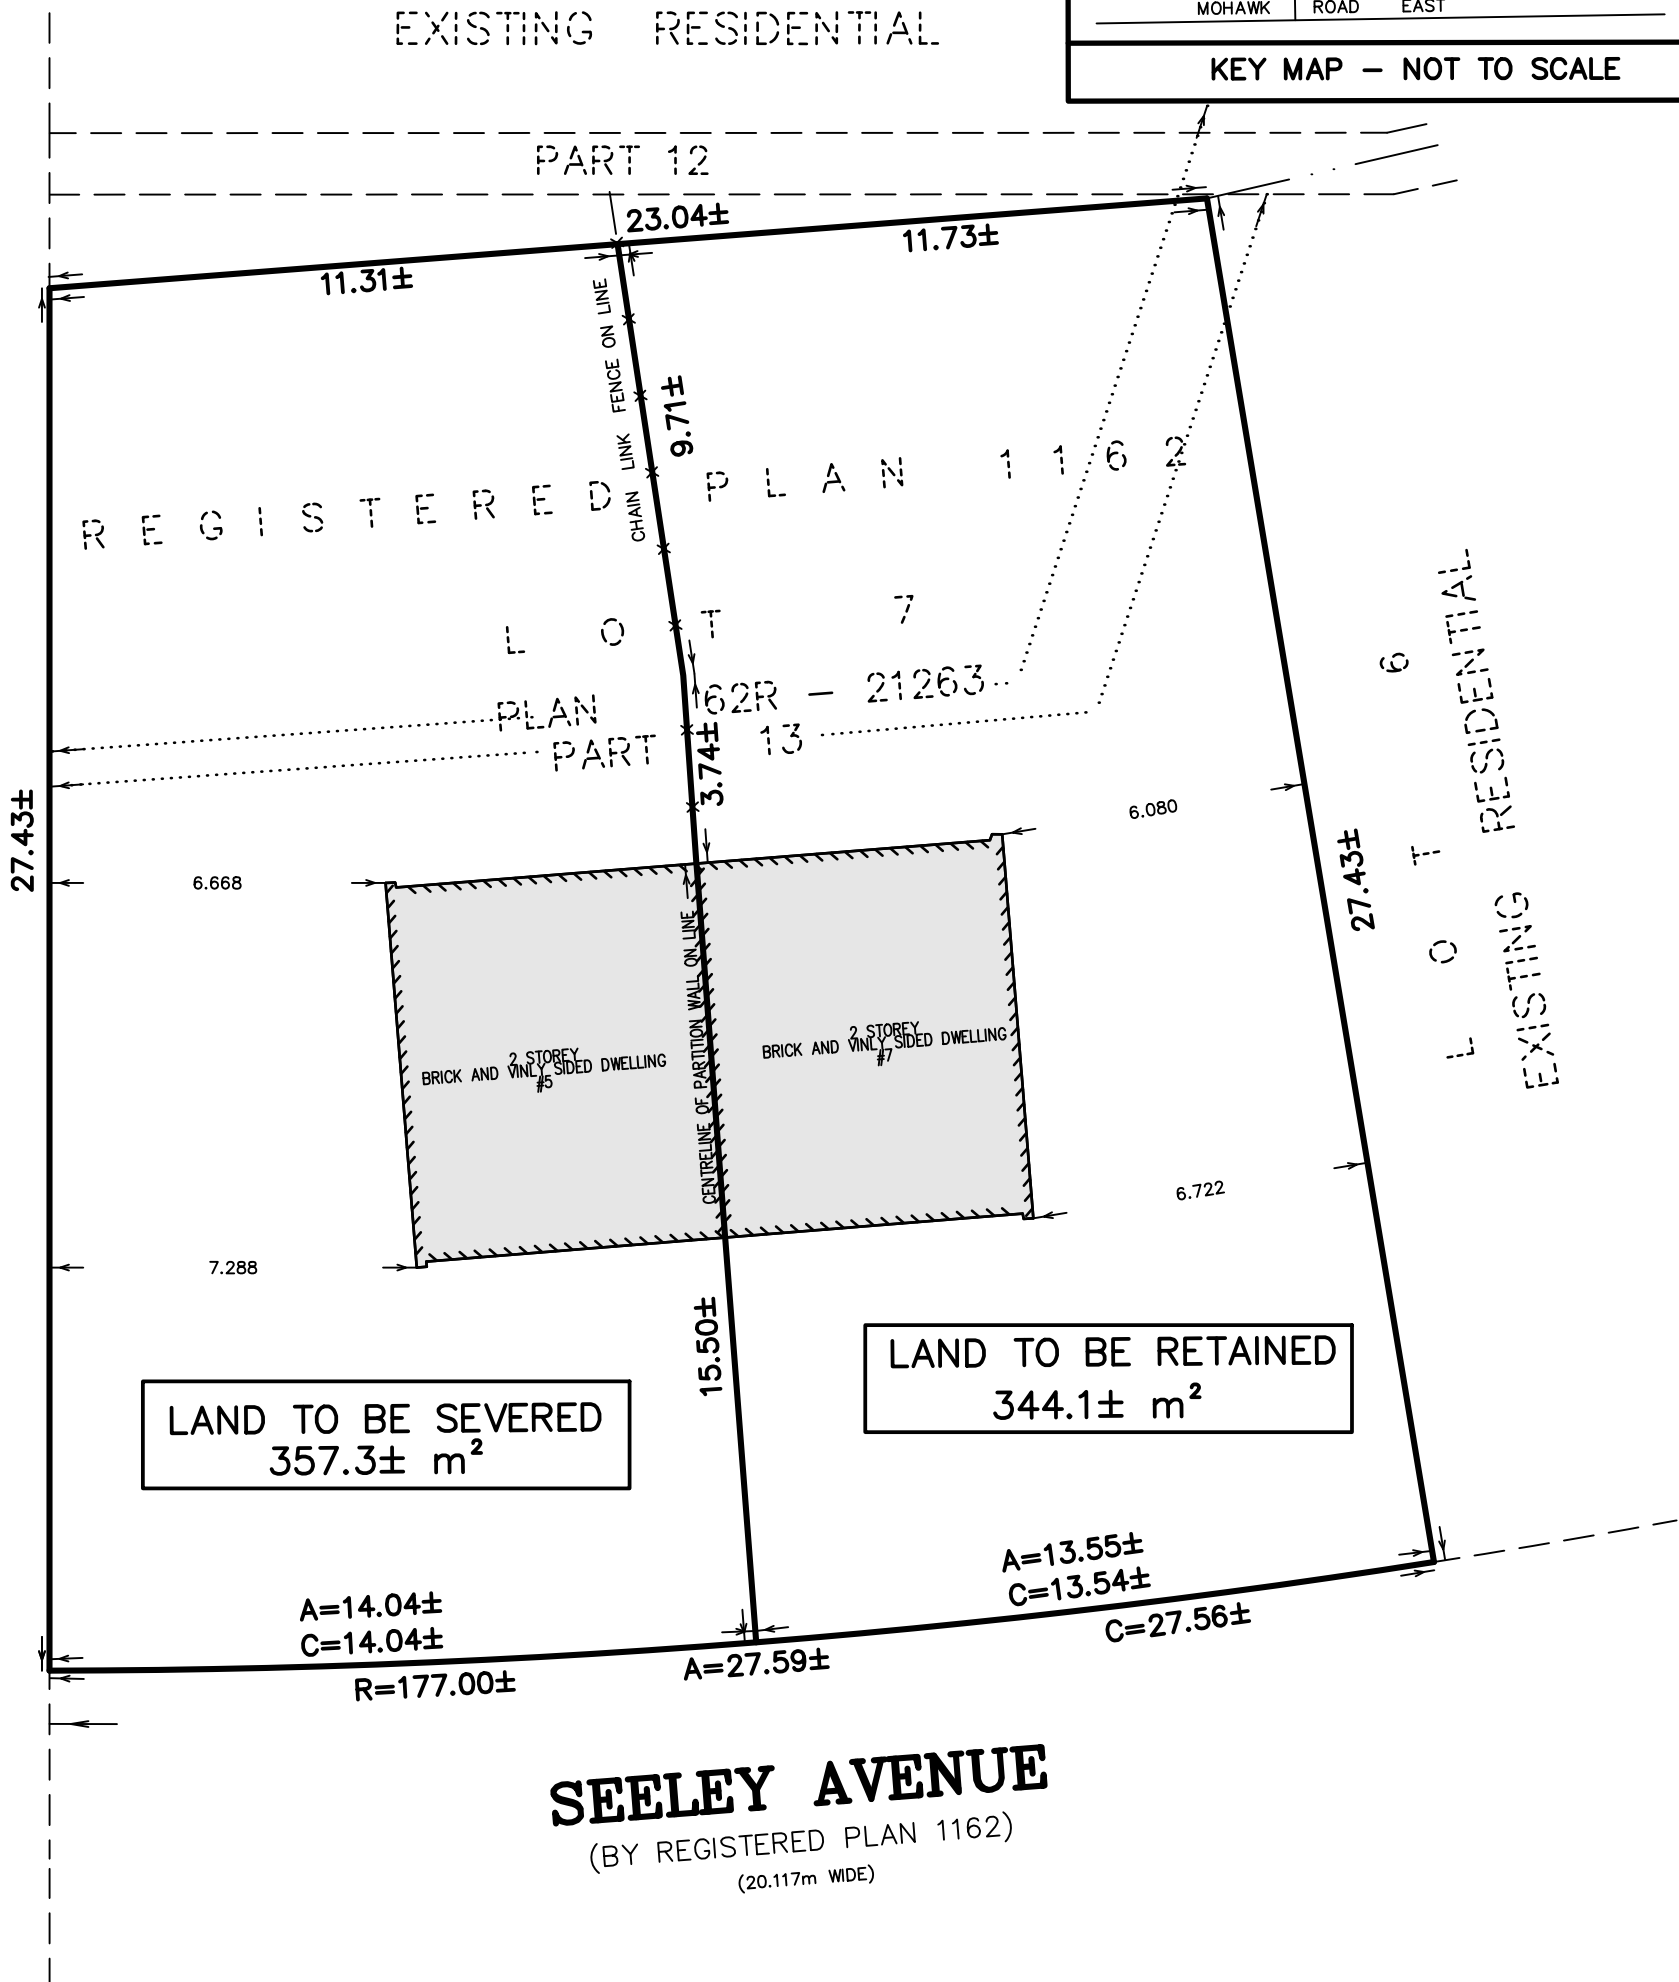 EXISTING RESIDENTIAL
MOHAWK ROAD EAST
KEY MAP – NOT TO SCALE
PART 12
23.04±
11.31±
11.73±
CHAIN LINK FENCE ON LINE
9.71±
REGISTERED PLAN 1162
LOT 7
PLAN 62R – 21263
PART 13
3.74±
27.43±
6.668
6.080
27.43±
LOT 6
EXISTING RESIDENTIAL
CENTRELINE OF PARTITION WALL ON LINE
2 STOREY
BRICK AND VINLY SIDED DWELLING
#5
2 STOREY
BRICK AND VINLY SIDED DWELLING
#7
7.288
6.722
15.50±
LAND TO BE RETAINED
344.1± m²
LAND TO BE SEVERED
357.3± m²
A=13.55±
C=13.54±
C=27.56±
A=14.04±
C=14.04±
A=27.59±
R=177.00±
SEELEY AVENUE
(BY REGISTERED PLAN 1162)
(20.117m WIDE)